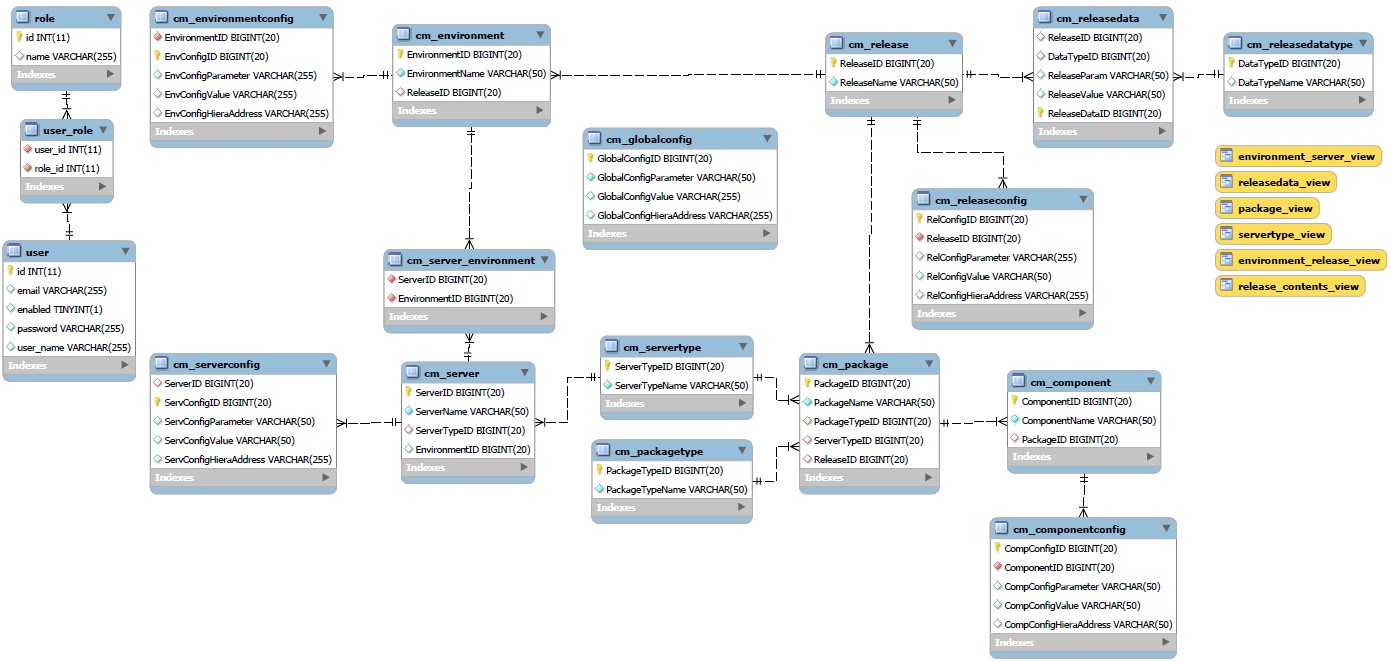 role
id INT(11)
name VARCHAR(255)
Indexes
user_role
user_id INT(11)
role_id INT(11)
Indexes
user
id INT(11)
email VARCHAR(255)
enabled TINYINT(1)
password VARCHAR(255)
user_name VARCHAR(255)
Indexes
cm_environmentconfig
EnvironmentID BIGINT(20)
EnvConfigID BIGINT(20)
EnvConfigParameter VARCHAR(255)
EnvConfigValue VARCHAR(255)
EnvConfigHieraAddress VARCHAR(255)
Indexes
cm_environment
EnvironmentID BIGINT(20)
EnvironmentName VARCHAR(50)
ReleaseID BIGINT(20)
Indexes
cm_globalconfig
GlobalConfigID BIGINT(20)
GlobalConfigParameter VARCHAR(50)
GlobalConfigValue VARCHAR(255)
GlobalConfigHieraAddress VARCHAR(255)
Indexes
cm_release
ReleaseID BIGINT(20)
ReleaseName VARCHAR(50)
Indexes
cm_releasedata
ReleaseID BIGINT(20)
DataTypeID BIGINT(20)
ReleaseParam VARCHAR(50)
ReleaseValue VARCHAR(50)
ReleaseDataID BIGINT(20)
Indexes
cm_releasedatatype
DataTypeID BIGINT(20)
DataTypeName VARCHAR(50)
Indexes
environment_server_view
releasedata_view
package_view
servertype_view
environment_release_view
release_contents_view
cm_releaseconfig
RelConfigID BIGINT(20)
ReleaseID BIGINT(20)
RelConfigParameter VARCHAR(255)
RelConfigValue VARCHAR(50)
RelConfigHieraAddress VARCHAR(255)
Indexes
cm_server_environment
ServerID BIGINT(20)
EnvironmentID BIGINT(20)
Indexes
cm_serverconfig
ServerID BIGINT(20)
ServConfigID BIGINT(20)
ServConfigParameter VARCHAR(50)
ServConfigValue VARCHAR(50)
ServConfigHieraAddress VARCHAR(255)
Indexes
cm_server
ServerID BIGINT(20)
ServerName VARCHAR(50)
ServerTypeID BIGINT(20)
EnvironmentID BIGINT(20)
Indexes
cm_servertype
ServerTypeID BIGINT(20)
ServerTypeName VARCHAR(50)
Indexes
cm_packagetype
PackageTypeID BIGINT(20)
PackageTypeName VARCHAR(50)
Indexes
cm_package
PackageID BIGINT(20)
PackageName VARCHAR(50)
PackageTypeID BIGINT(20)
ServerTypeID BIGINT(20)
ReleaseID BIGINT(20)
Indexes
cm_component
ComponentID BIGINT(20)
ComponentName VARCHAR(50)
PackageID BIGINT(20)
Indexes
cm_componentconfig
CompConfigID BIGINT(20)
ComponentID BIGINT(20)
CompConfigParameter VARCHAR(50)
CompConfigValue VARCHAR(50)
CompConfigHieraAddress VARCHAR(50)
Indexes